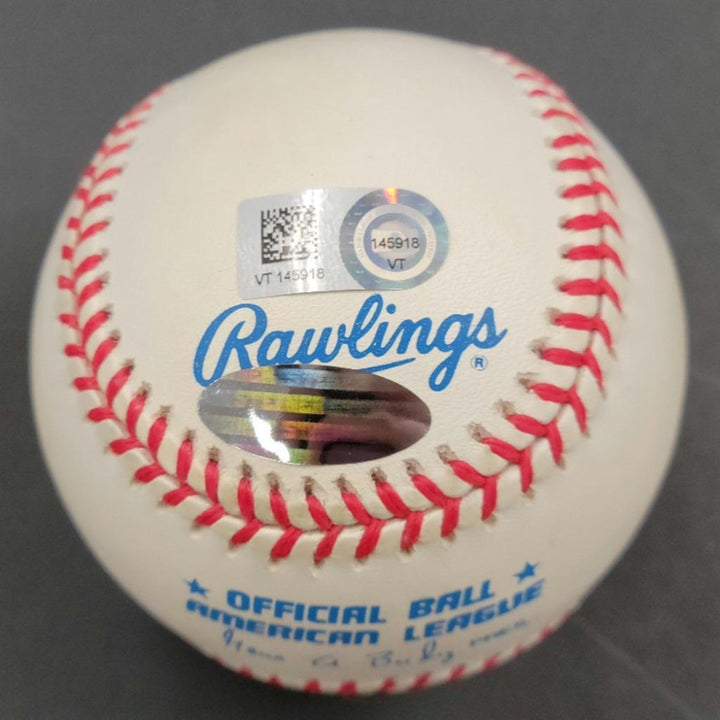 VT 145918
145918
VT
Rawlings®
★ OFFICIAL BALL ★
AMERICAN LEAGUE